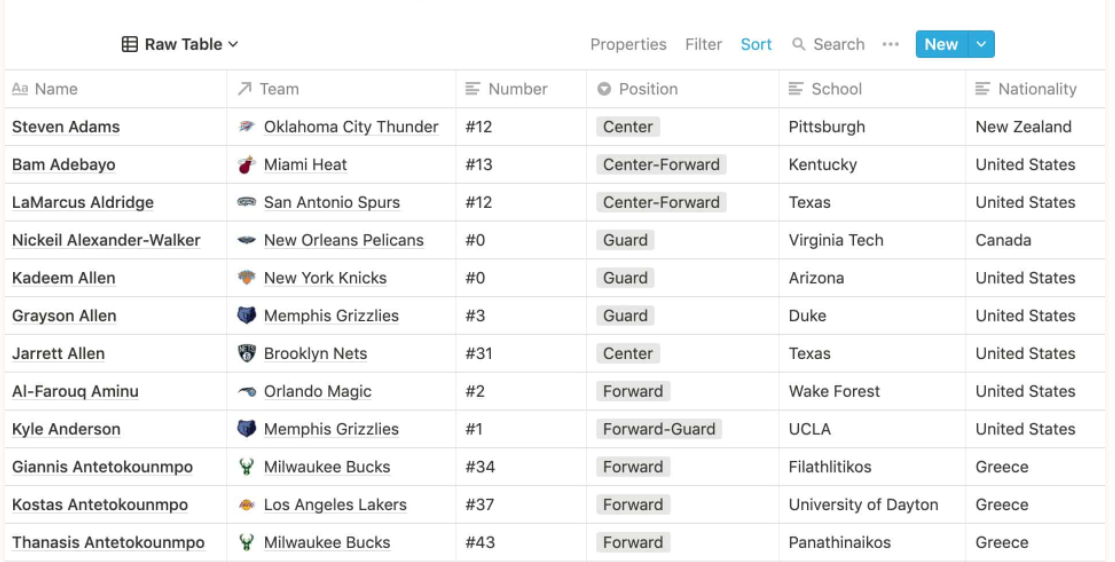 Raw Table Properties Filter Sort Search ••• New
Aa Name Team Number Position School Nationality
Steven Adams Oklahoma City Thunder #12 Center Pittsburgh New Zealand
Bam Adebayo Miami Heat #13 Center-Forward Kentucky United States
LaMarcus Aldridge San Antonio Spurs #12 Center-Forward Texas United States
Nickeil Alexander-Walker New Orleans Pelicans #0 Guard Virginia Tech Canada
Kadeem Allen New York Knicks #0 Guard Arizona United States
Grayson Allen Memphis Grizzlies #3 Guard Duke United States
Jarrett Allen Brooklyn Nets #31 Center Texas United States
Al-Farouq Aminu Orlando Magic #2 Forward Wake Forest United States
Kyle Anderson Memphis Grizzlies #1 Forward-Guard UCLA United States
Giannis Antetokounmpo Milwaukee Bucks #34 Forward Filathlitikos Greece
Kostas Antetokounmpo Los Angeles Lakers #37 Forward University of Dayton Greece
Thanasis Antetokounmpo Milwaukee Bucks #43 Forward Panathinaikos Greece